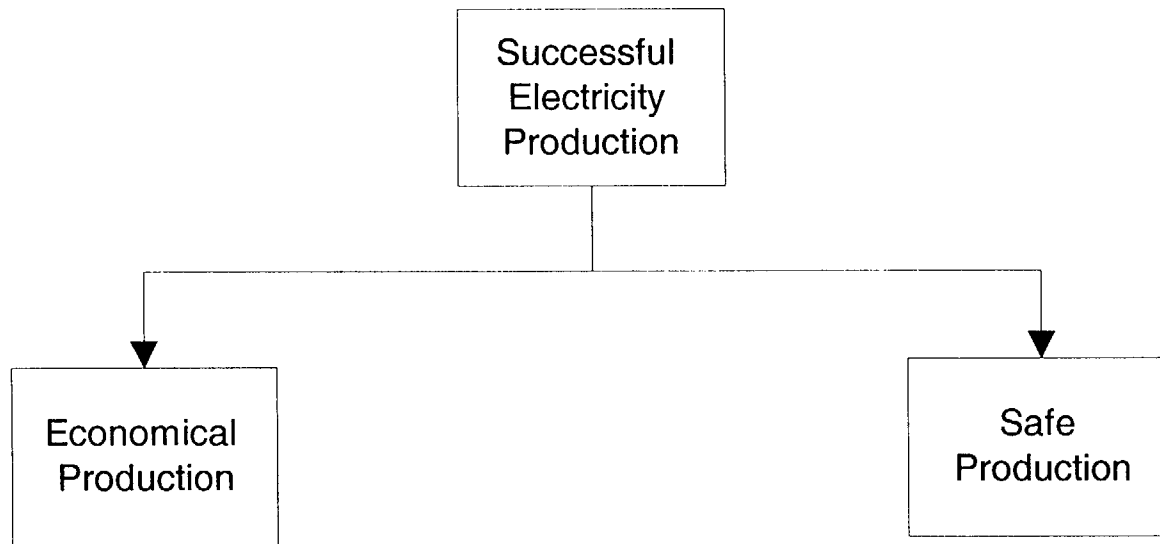 Successful
Electricity
Production
Economical
Production
Safe
Production